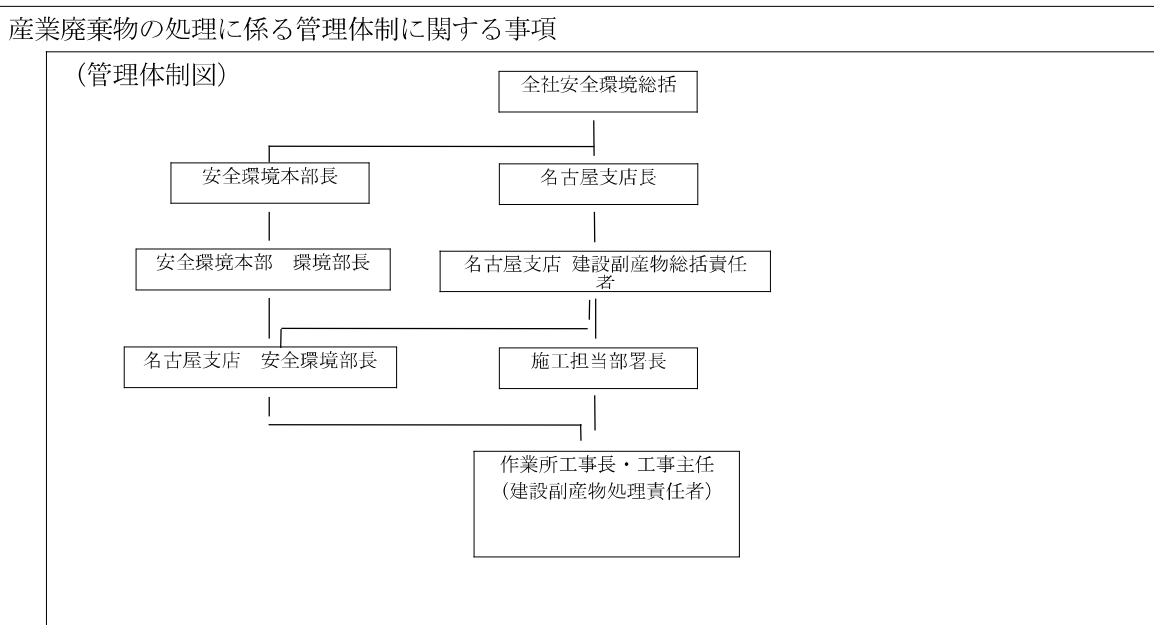 産業廃棄物の処理に係る管理体制に関する事項
（管理体制図）
全社安全環境総括
安全環境本部長
名古屋支店長
安全環境本部　環境部長
名古屋支店 建設副産物総括責任
者
名古屋支店　安全環境部長
施工担当部署長
作業所工事長・工事主任
（建設副産物処理責任者）